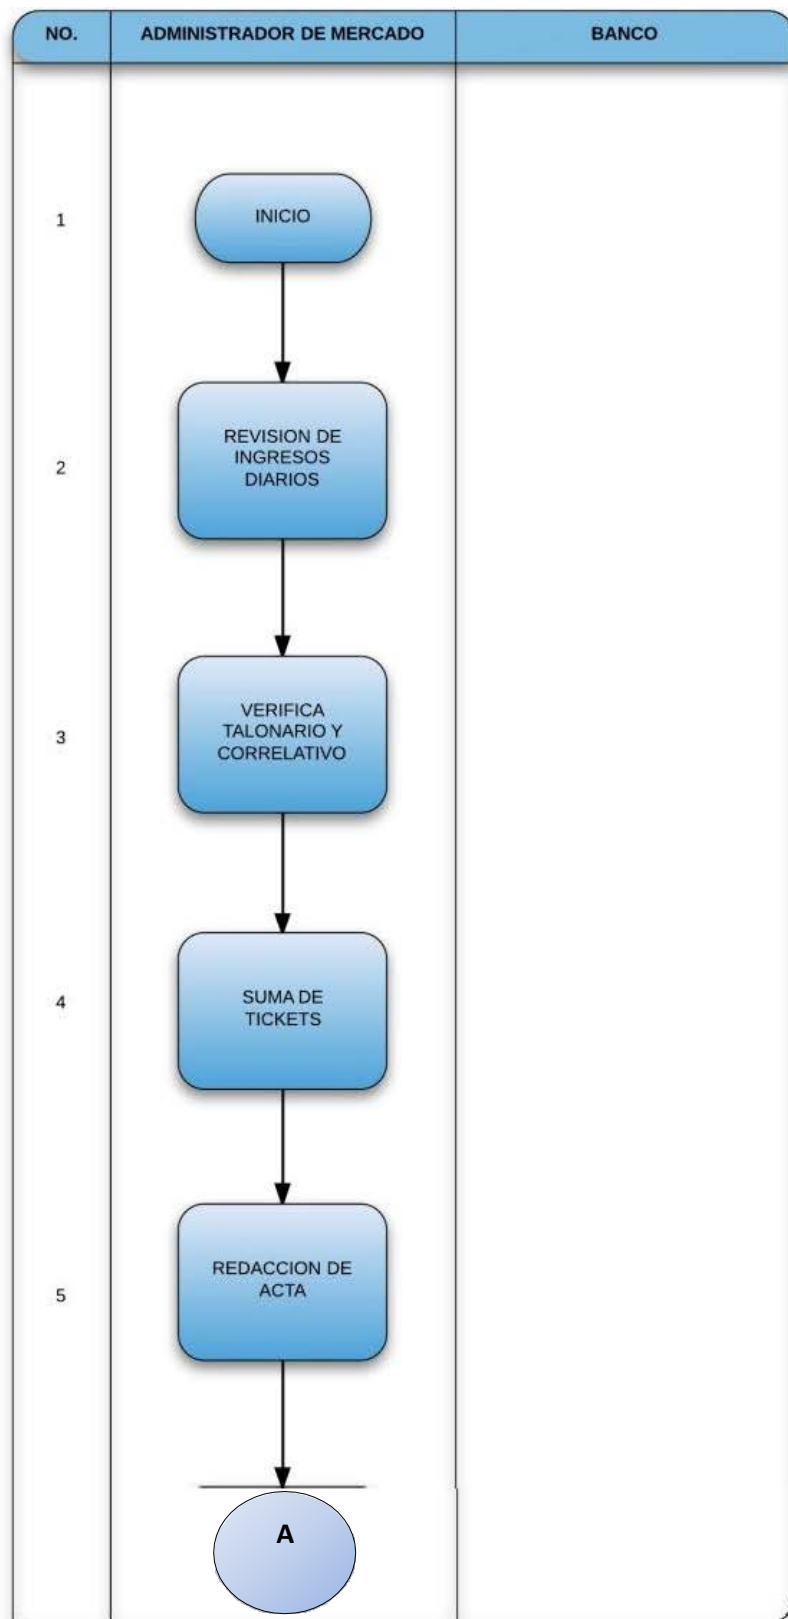 NO. ADMINISTRADOR DE MERCADO BANCO
1 INICIO
2 REVISION DE
INGRESOS
DIARIOS
3 VERIFICA
TALONARIO Y
CORRELATIVO
4 SUMA DE
TICKETS
5 REDACCION DE
ACTA
A